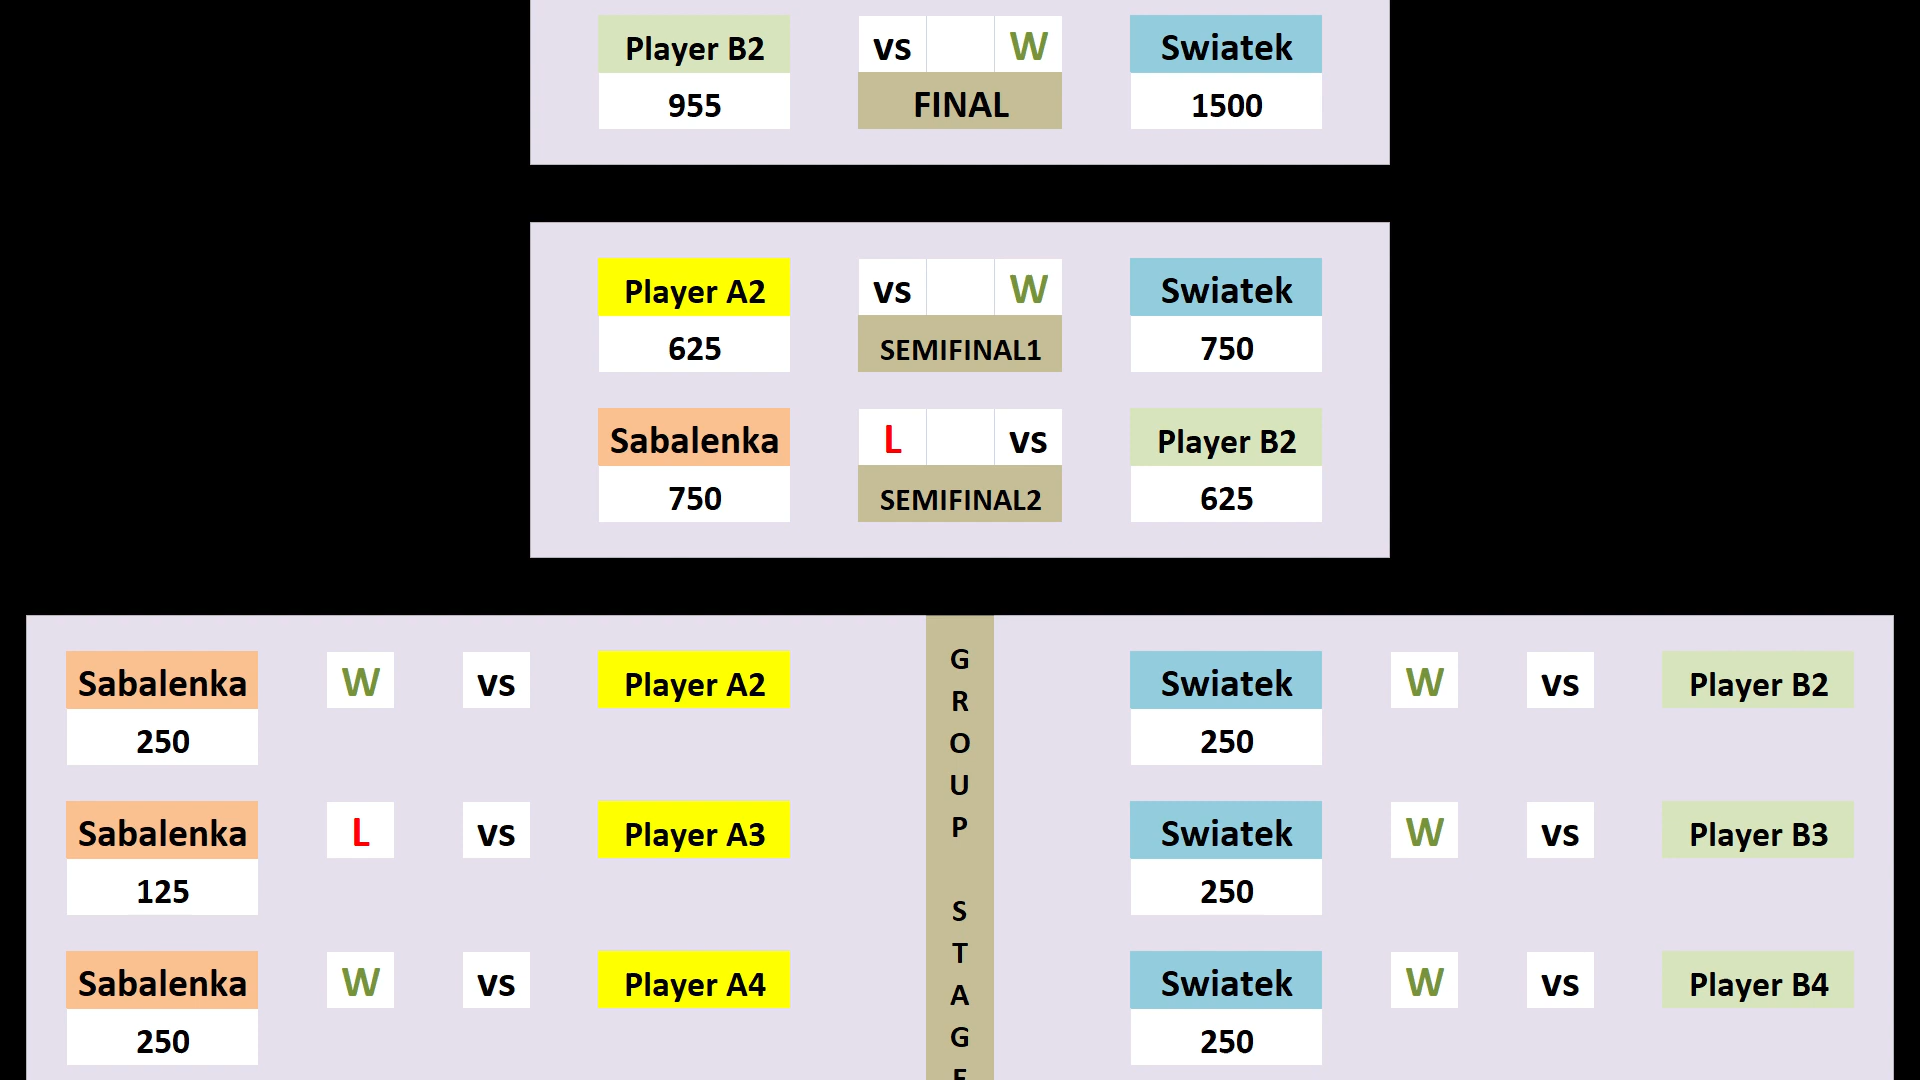 Player B2 vs W Swiatek
955 FINAL 1500
Player A2 vs W Swiatek
625 SEMIFINAL1 750
Sabalenka L vs Player B2
750 SEMIFINAL2 625
GROUP STAGE
Sabalenka W vs Player A2
250
Sabalenka L vs Player A3
125
Sabalenka W vs Player A4
250
Swiatek W vs Player B2
250
Swiatek W vs Player B3
250
Swiatek W vs Player B4
250